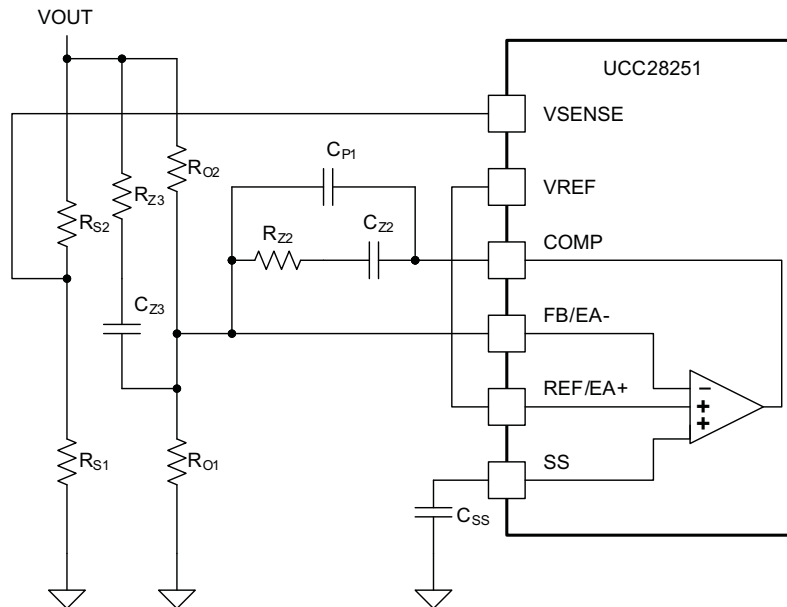 VOUT
UCC28251
VSENSE
CP1
RO2
VREF
RZ3
CZ2
RS2
RZ2
COMP
CZ3
FB/EA-
REF/EA+
−
+
+
RS1
RO1
SS
CSS